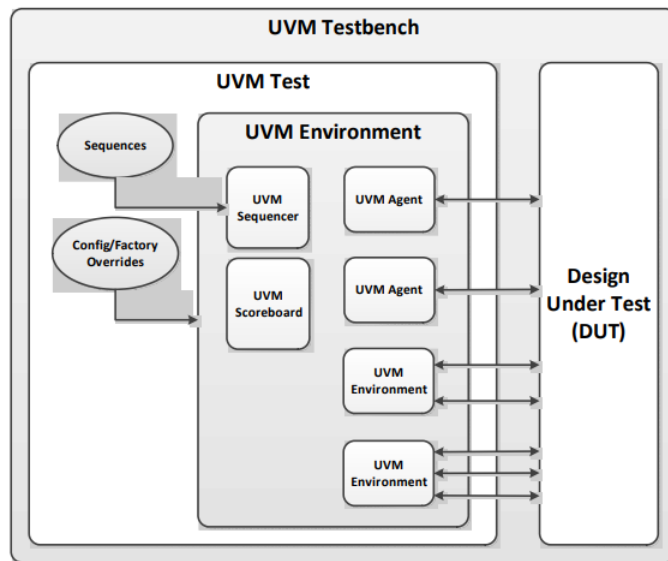 UVM Testbench
UVM Test
UVM Environment
Sequences
UVM
Sequencer
UVM Agent
Config/Factory
Overrides
UVM
Scoreboard
UVM Agent
Design
Under Test
(DUT)
UVM
Environment
UVM
Environment